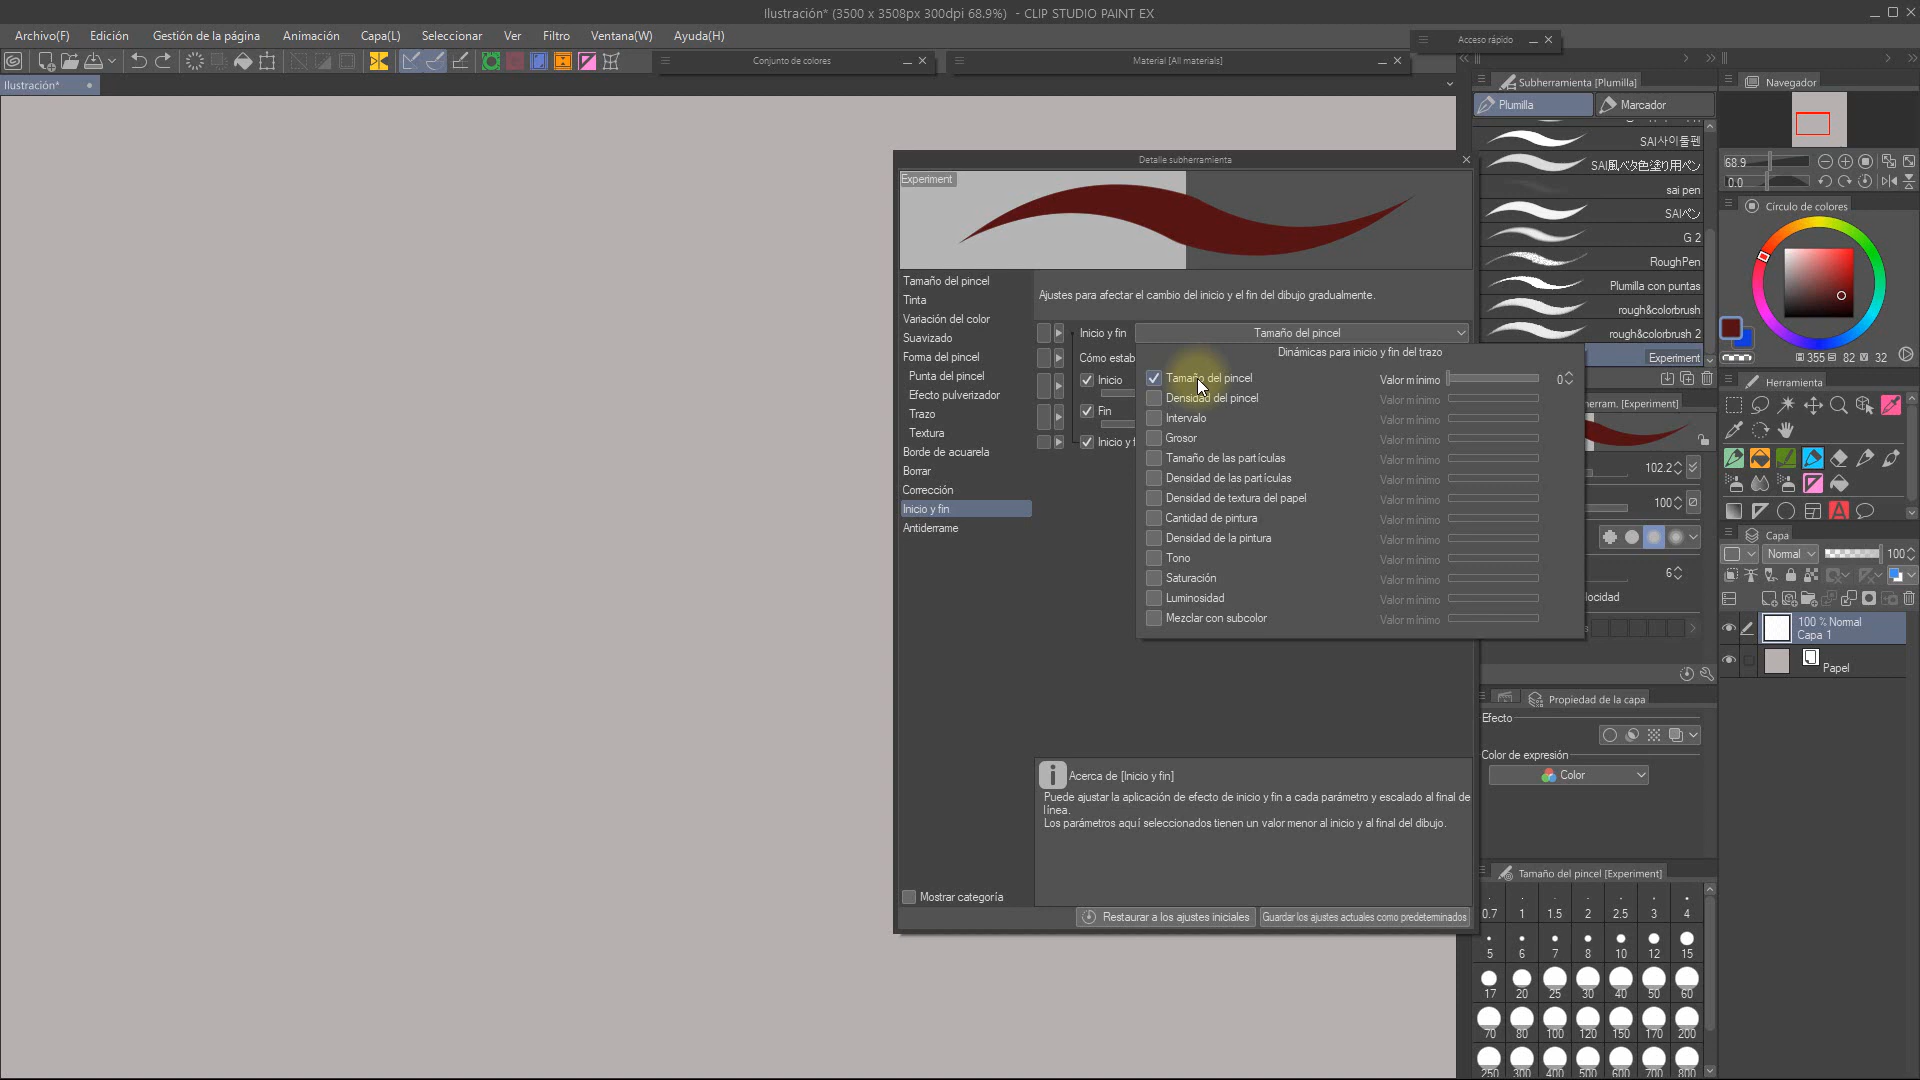 Ilustración* (3500 x 3508px 300dpi 68.9%)  - CLIP STUDIO PAINT EX
Archivo(F) Edición Gestión de la página Animación Capa(L) Seleccionar Ver Filtro Ventana(W) Ayuda(H)
Acceso rápido
Conjunto de colores
Material [All materials]
Ilustración*
Subherramienta [Plumilla]
Plumilla
Marcador
SAI사이툴펜
SAI風ベタ色塗り用ペン
sai pen
SAIペン
G 2
RoughPen
Plumilla con puntas
rough&colorbrush
rough&colorbrush 2
Experiment
Navegador
68.9
0.0
Círculo de colores
355 82 32
Detalle subherramienta
Experiment
Tamaño del pincel
Tinta
Variación del color
Suavizado
Forma del pincel
Punta del pincel
Efecto pulverizador
Trazo
Textura
Borde de acuarela
Borrar
Corrección
Inicio y fin
Antiderrame
Mostrar categoría
Ajustes para afectar el cambio del inicio y el fin del dibujo gradualmente.
Inicio y fin
Tamaño del pincel
Cómo estab
Inicio
Fin
Inicio y f
Dinámicas para inicio y fin del trazo
Tamaño del pincel Valor mínimo 0
Densidad del pincel Valor mínimo
Intervalo Valor mínimo
Grosor Valor mínimo
Tamaño de las partículas Valor mínimo
Densidad de las partículas Valor mínimo
Densidad de textura del papel Valor mínimo
Cantidad de pintura Valor mínimo
Densidad de la pintura Valor mínimo
Tono Valor mínimo
Saturación Valor mínimo
Luminosidad Valor mínimo
Mezclar con subcolor Valor mínimo
Acerca de [Inicio y fin]
Puede ajustar la aplicación de efecto de inicio y fin a cada parámetro y escalado al final de
línea.
Los parámetros aquí seleccionados tienen un valor menor al inicio y al final del dibujo.
Restaurar a los ajustes iniciales
Guardar los ajustes actuales como predeterminados
erram. [Experiment]
102.2
100
6
locidad
Herramienta
A
Capa
Normal
100
100 % Normal
Capa 1
Papel
Propiedad de la capa
Efecto
Color de expresión
Color
Tamaño del pincel [Experiment]
0.7 1 1.5 2 2.5 3 4
5 6 7 8 10 12 15
17 20 25 30 40 50 60
70 80 100 120 150 170 200
250 300 400 500 600 700 800